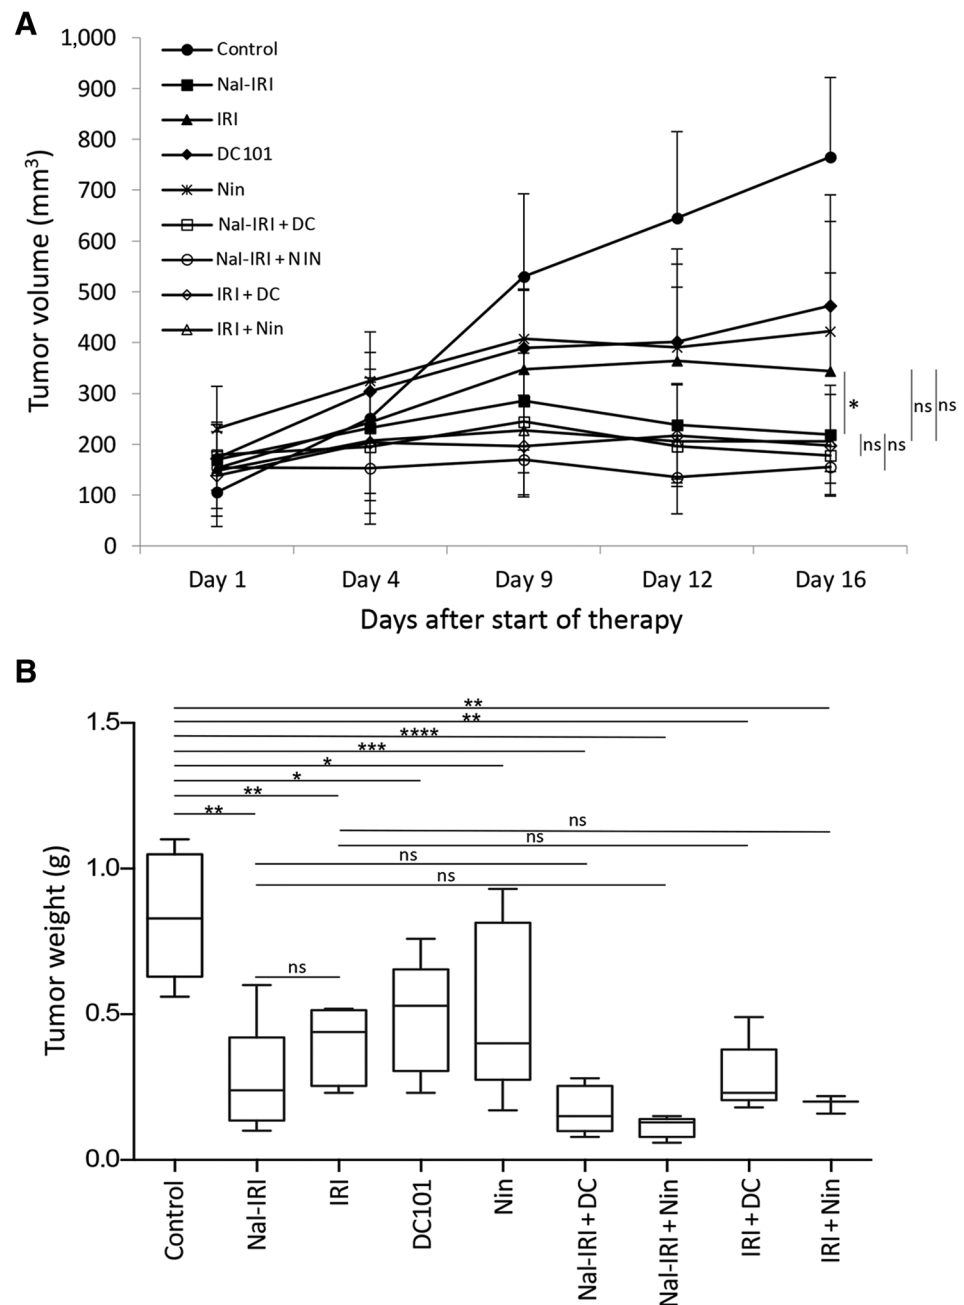 A
1,000
900
800
700
600
500
400
300
200
100
0
Tumor volume (mm³)
Control
Nal-IRI
IRI
DC101
Nin
Nal-IRI + DC
Nal-IRI + NIN
IRI + DC
IRI + Nin
*
ns
ns
ns
ns
Day 1 Day 4 Day 9 Day 12 Day 16
Days after start of therapy
B
1.5
1.0
0.5
0.0
Tumor weight (g)
**
**
****
***
*
*
**
**
ns
ns
ns
ns
ns
Control
Nal-IRI
IRI
DC101
Nin
Nal-IRI + DC
Nal-IRI + Nin
IRI + DC
IRI + Nin